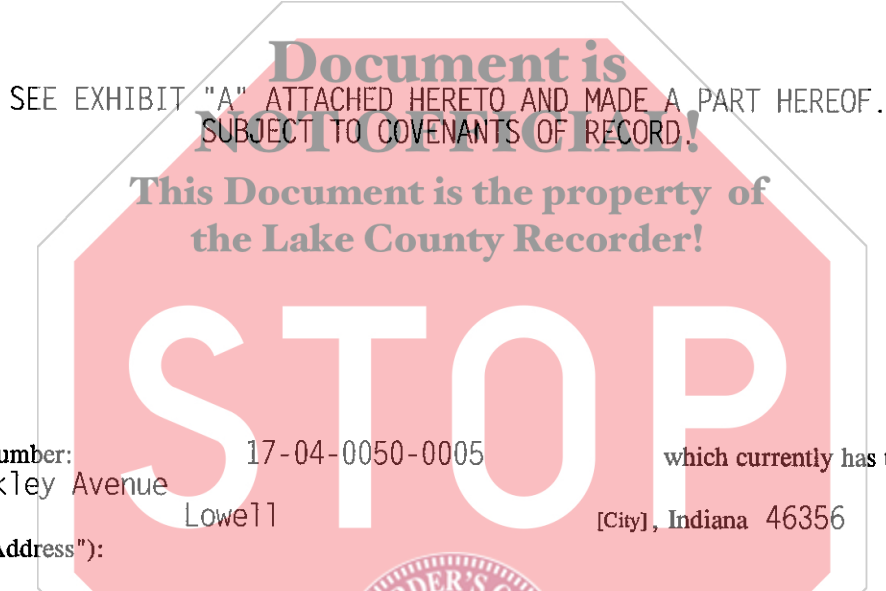 Document is
SEE EXHIBIT "A" ATTACHED HERETO AND MADE A PART HEREOF.
NOT OFFICIAL!
SUBJECT TO COVENANTS OF RECORD.
This Document is the property of
the Lake County Recorder!
STOP
umber: 17-04-0050-0005 which currently has
kley Avenue
Lowell [City], Indiana 46356
Address"):
DER'S